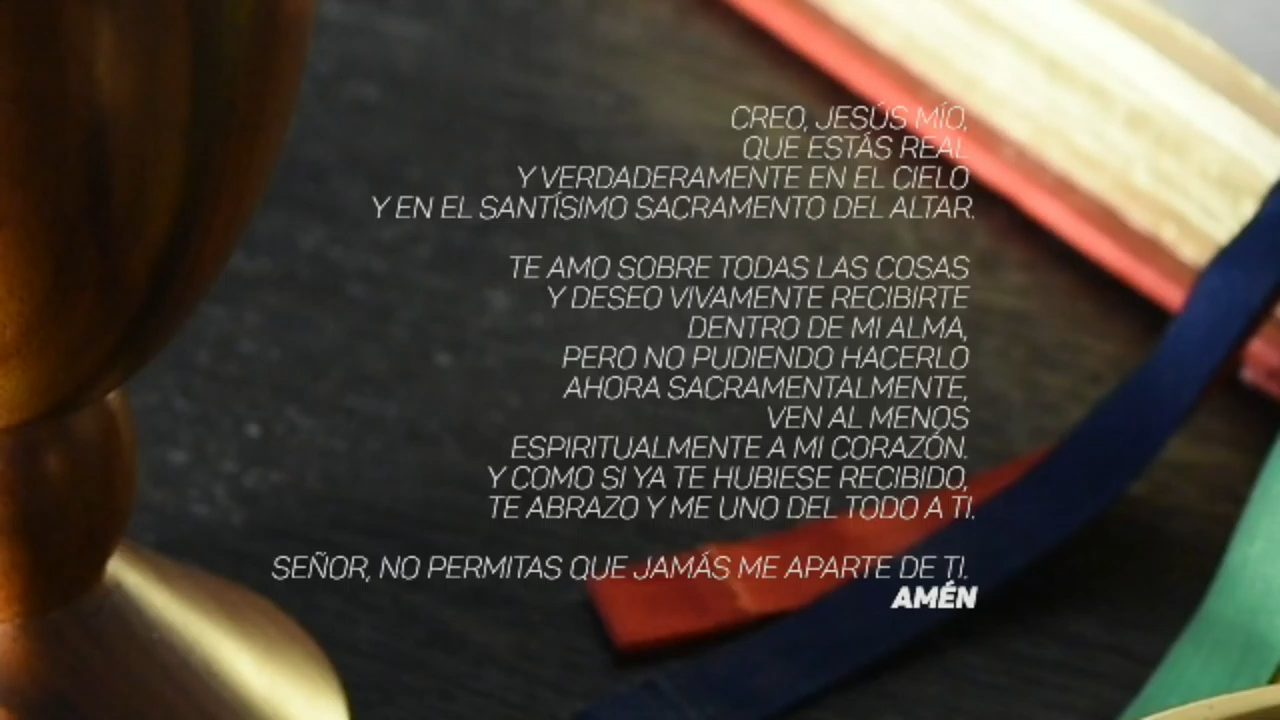 CREO, JESÚS MÍO,
QUE ESTÁS REAL
Y VERDADERAMENTE EN EL CIELO
Y EN EL SANTÍSIMO SACRAMENTO DEL ALTAR.
TE AMO SOBRE TODAS LAS COSAS
Y DESEO VIVAMENTE RECIBIRTE
DENTRO DE MI ALMA,
PERO NO PUDIENDO HACERLO
AHORA SACRAMENTALMENTE,
VEN AL MENOS
ESPIRITUALMENTE A MI CORAZÓN.
Y COMO SI YA TE HUBIESE RECIBIDO,
TE ABRAZO Y ME UNO DEL TODO A TI.
SEÑOR, NO PERMITAS QUE JAMÁS ME APARTE DE TI.
AMÉN